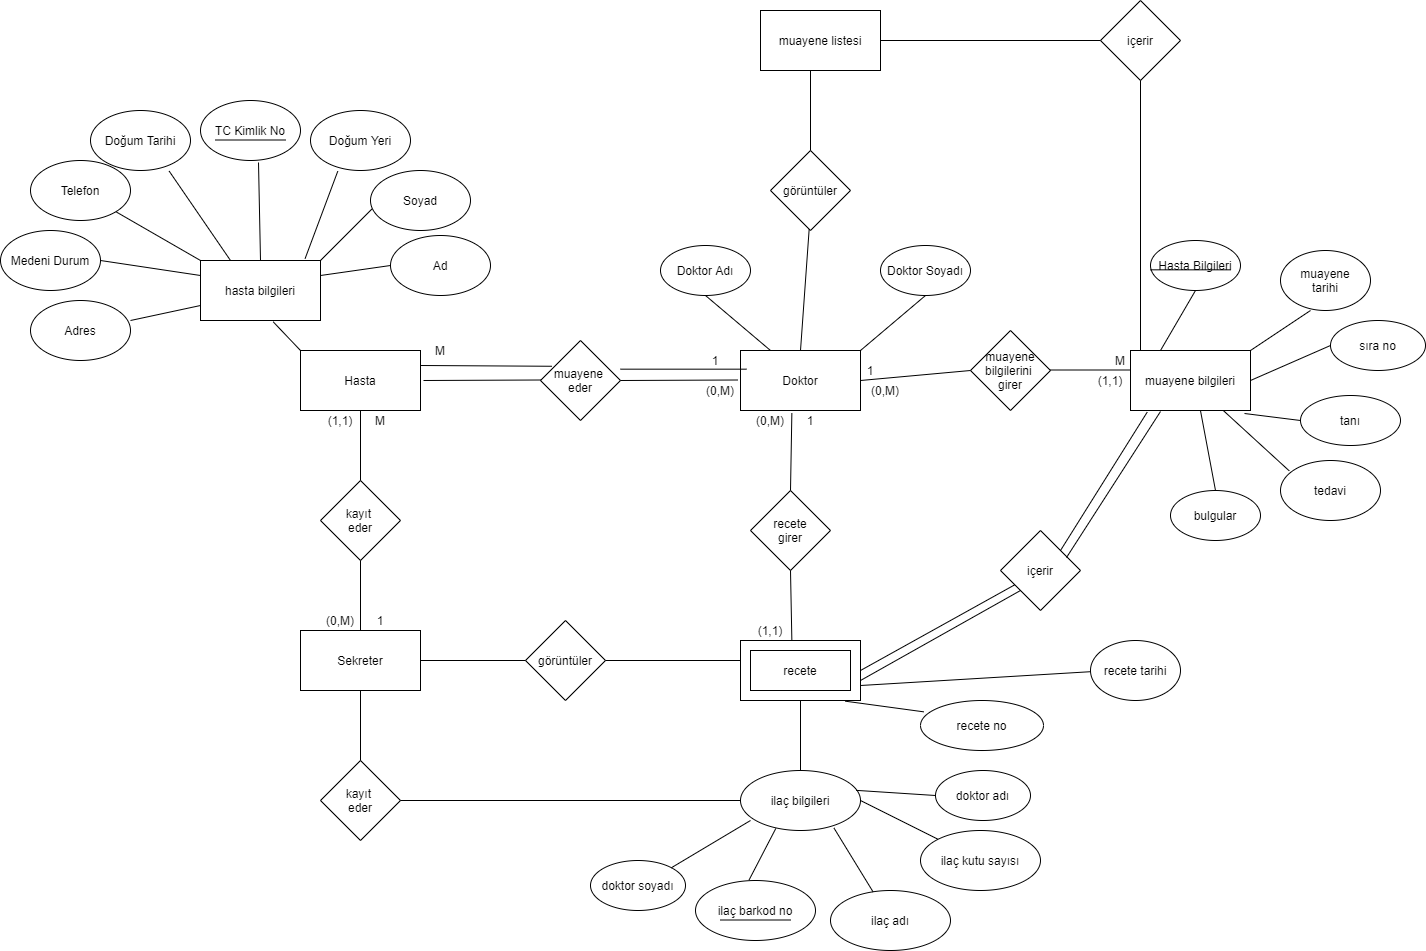 muayene listesi
içerir
TC Kimlik No
Doğum Tarihi
Doğum Yeri
Telefon
Soyad
görüntüler
Medeni Durum
Ad
hasta bilgileri
Adres
Doktor Adı
Doktor Soyadı
Hasta Bilgileri
muayene
tarihi
sıra no
M
1
1
M
Hasta
muayene
eder
Doktor
muayene
bilgilerini
girer
muayene bilgileri
(0,M)
(0,M)
(1,1)
(1,1)
M
(0,M)
1
tanı
tedavi
bulgular
kayıt
eder
recete
girer
içerir
(0,M)
1
(1,1)
Sekreter
görüntüler
recete
recete tarihi
recete no
kayıt
eder
ilaç bilgileri
doktor adı
ilaç kutu sayısı
doktor soyadı
ilaç barkod no
ilaç adı